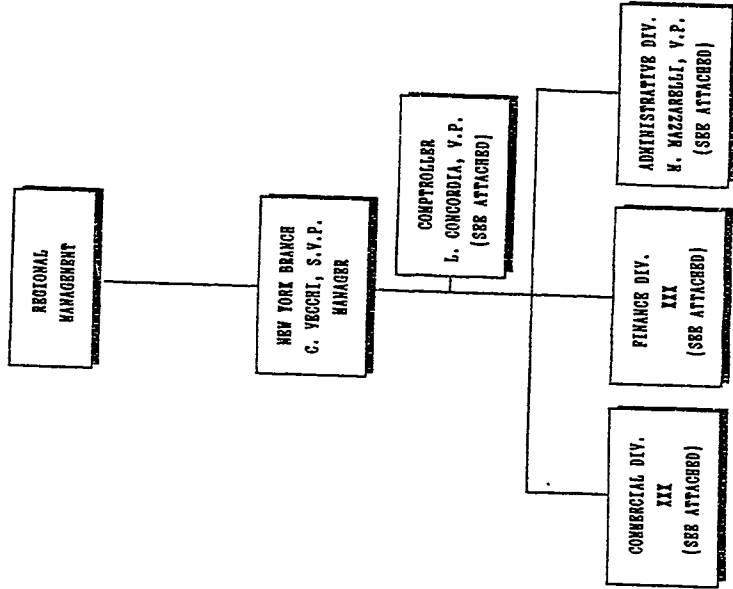 REGIONAL
MANAGEMENT
NEW YORK BRANCH
C. VECCHI, S.V.P.
MANAGER
COMPTROLLER
L. CONCORDIA, V.P.
(SEE ATTACHED)
COMMERCIAL DIV.
XXX
(SEE ATTACHED)
FINANCE DIV.
XXX
(SEE ATTACHED)
ADMINISTRATIVE DIV.
M. MAZZARELLI, V.P.
(SEE ATTACHED)